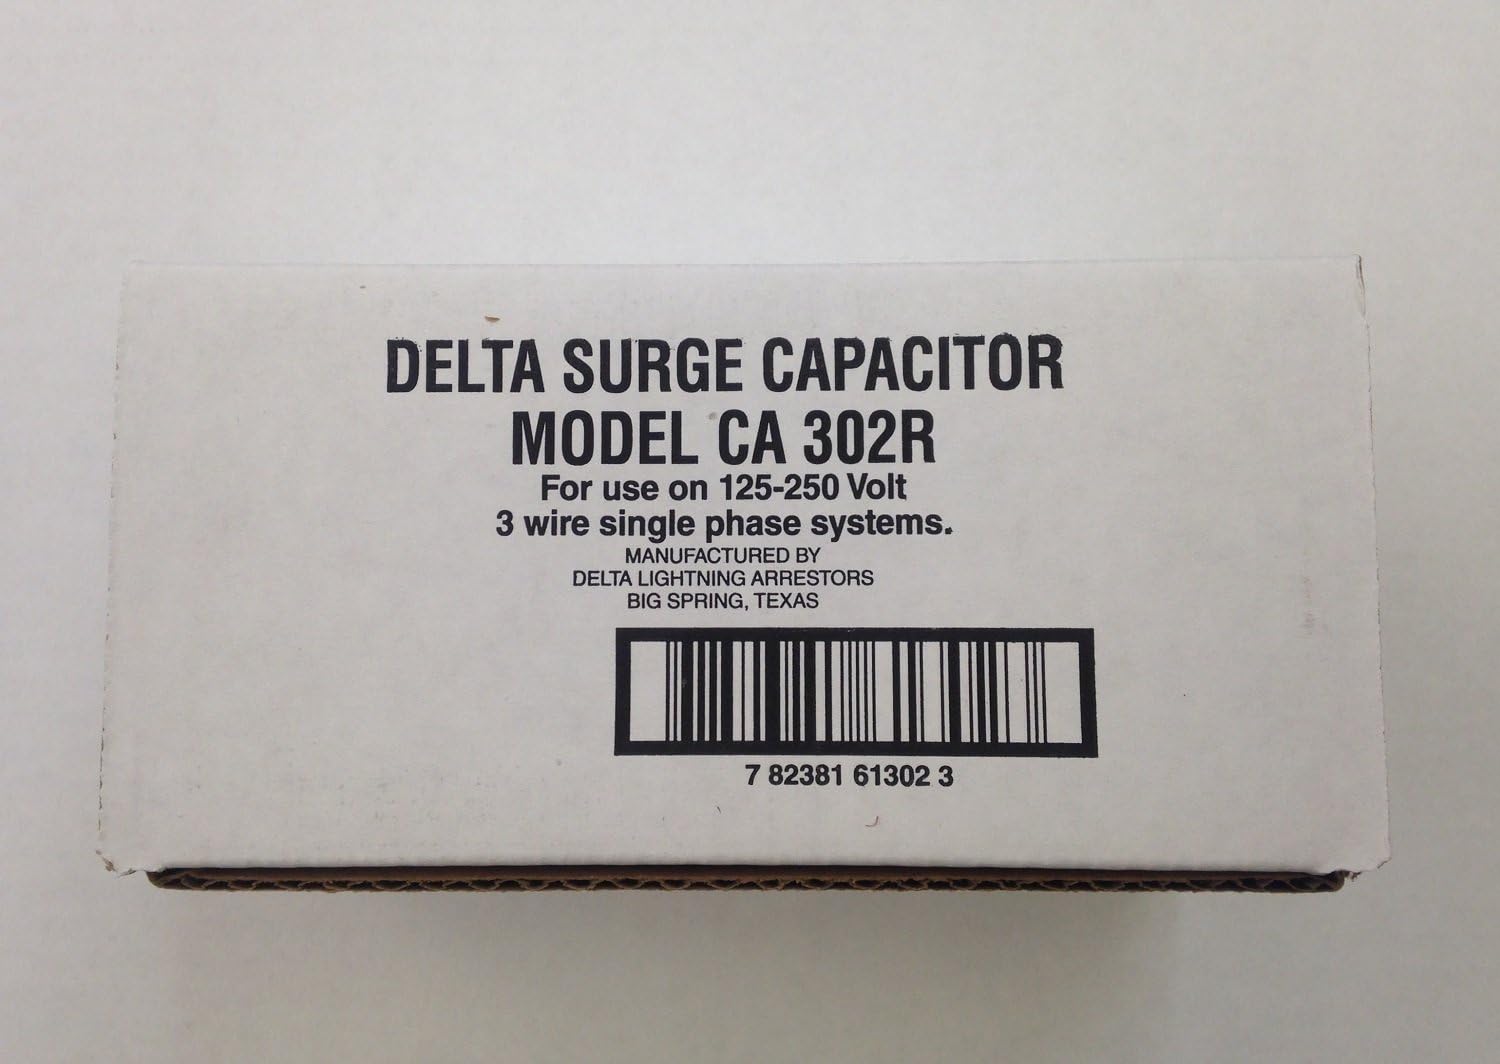 DELTA SURGE CAPACITOR
MODEL CA 302R
For use on 125-250 Volt
3 wire single phase systems.
MANUFACTURED BY
DELTA LIGHTNING ARRESTORS
BIG SPRING, TEXAS
7 82381 61302 3